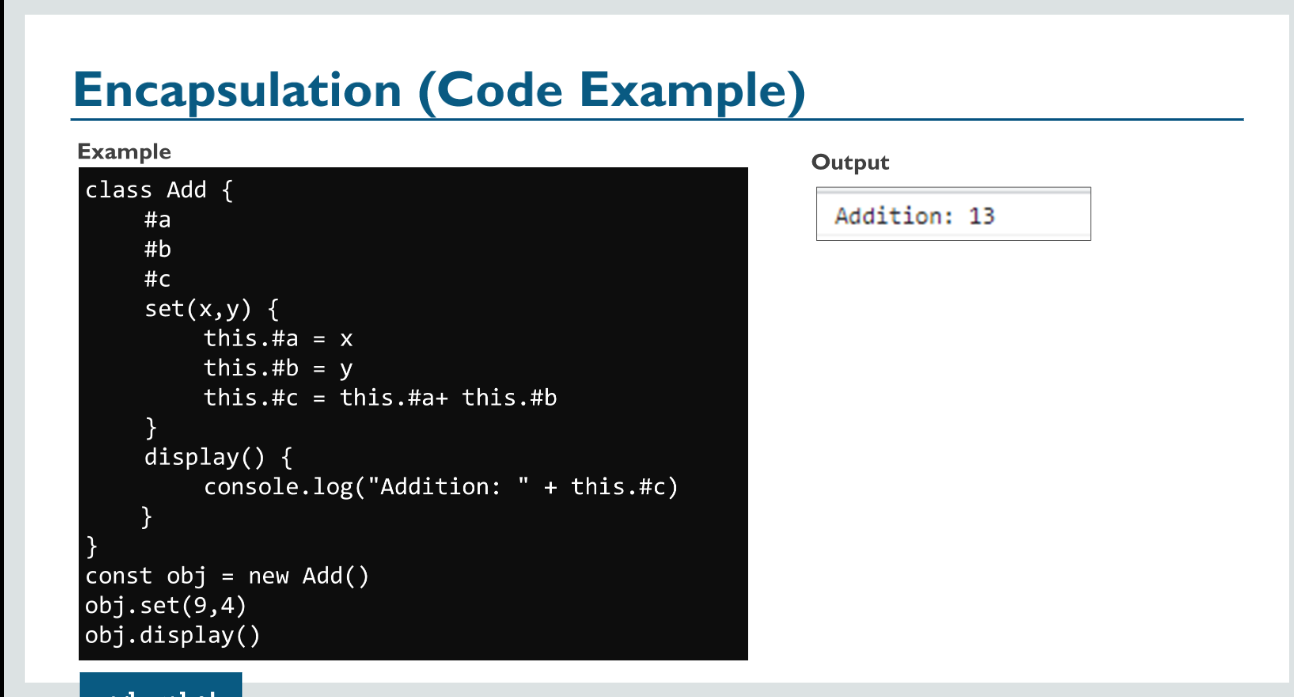 Encapsulation (Code Example)
Example
class Add {
#a
#b
#c
set(x,y) {
this.#a = x
this.#b = y
this.#c = this.#a+ this.#b
}
display() {
console.log("Addition: " + this.#c)
}
}
const obj = new Add()
obj.set(9,4)
obj.display()
Output
Addition: 13